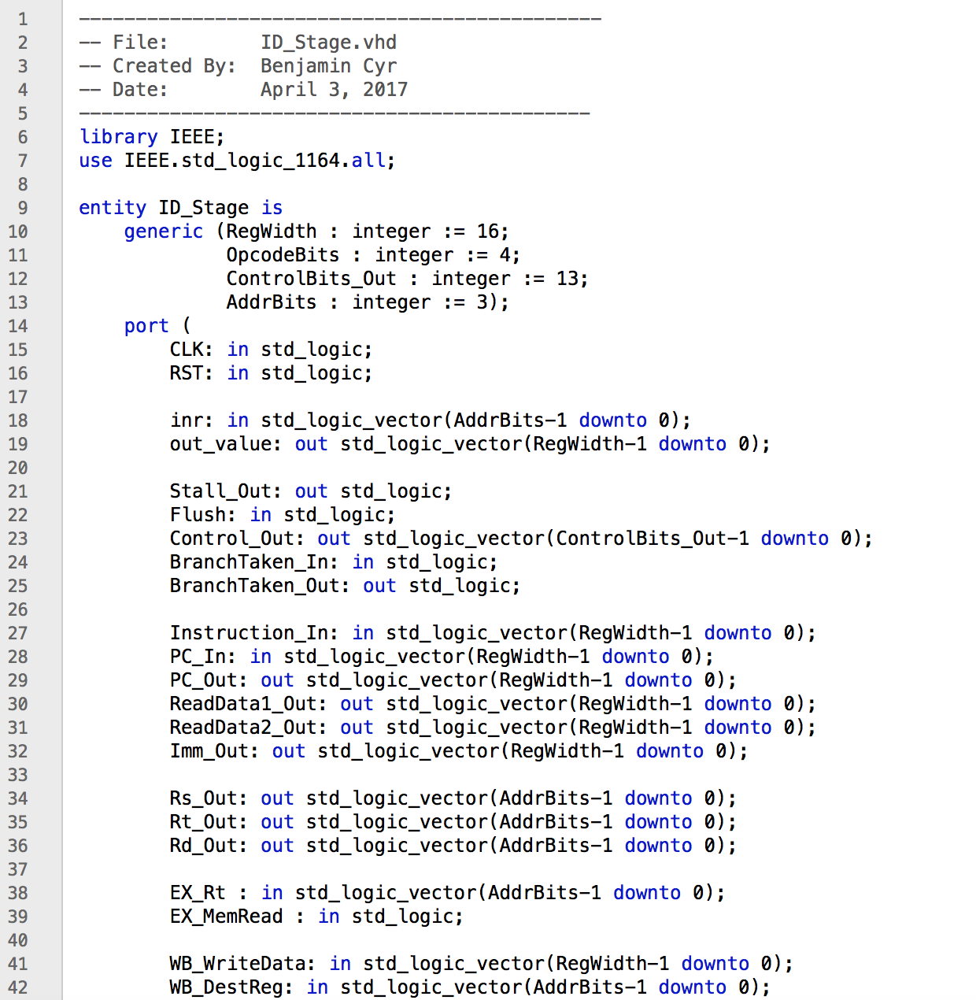 1 ----------------------------------------------
2 -- File:        ID_Stage.vhd
3 -- Created By:  Benjamin Cyr
4 -- Date:        April 3, 2017
5 ---------------------------------------------
6 library IEEE;
7 use IEEE.std_logic_1164.all;
8
9 entity ID_Stage is
10     generic (RegWidth : integer := 16;
11              OpcodeBits : integer := 4;
12              ControlBits_Out : integer := 13;
13              AddrBits : integer := 3);
14     port (
15         CLK: in std_logic;
16         RST: in std_logic;
17
18         inr: in std_logic_vector(AddrBits-1 downto 0);
19         out_value: out std_logic_vector(RegWidth-1 downto 0);
20
21         Stall_Out: out std_logic;
22         Flush: in std_logic;
23         Control_Out: out std_logic_vector(ControlBits_Out-1 downto 0);
24         BranchTaken_In: in std_logic;
25         BranchTaken_Out: out std_logic;
26
27         Instruction_In: in std_logic_vector(RegWidth-1 downto 0);
28         PC_In: in std_logic_vector(RegWidth-1 downto 0);
29         PC_Out: out std_logic_vector(RegWidth-1 downto 0);
30         ReadData1_Out: out std_logic_vector(RegWidth-1 downto 0);
31         ReadData2_Out: out std_logic_vector(RegWidth-1 downto 0);
32         Imm_Out: out std_logic_vector(RegWidth-1 downto 0);
33
34         Rs_Out: out std_logic_vector(AddrBits-1 downto 0);
35         Rt_Out: out std_logic_vector(AddrBits-1 downto 0);
36         Rd_Out: out std_logic_vector(AddrBits-1 downto 0);
37
38         EX_Rt : in std_logic_vector(AddrBits-1 downto 0);
39         EX_MemRead : in std_logic;
40
41         WB_WriteData: in std_logic_vector(RegWidth-1 downto 0);
42         WB_DestReg: in std_logic_vector(AddrBits-1 downto 0);